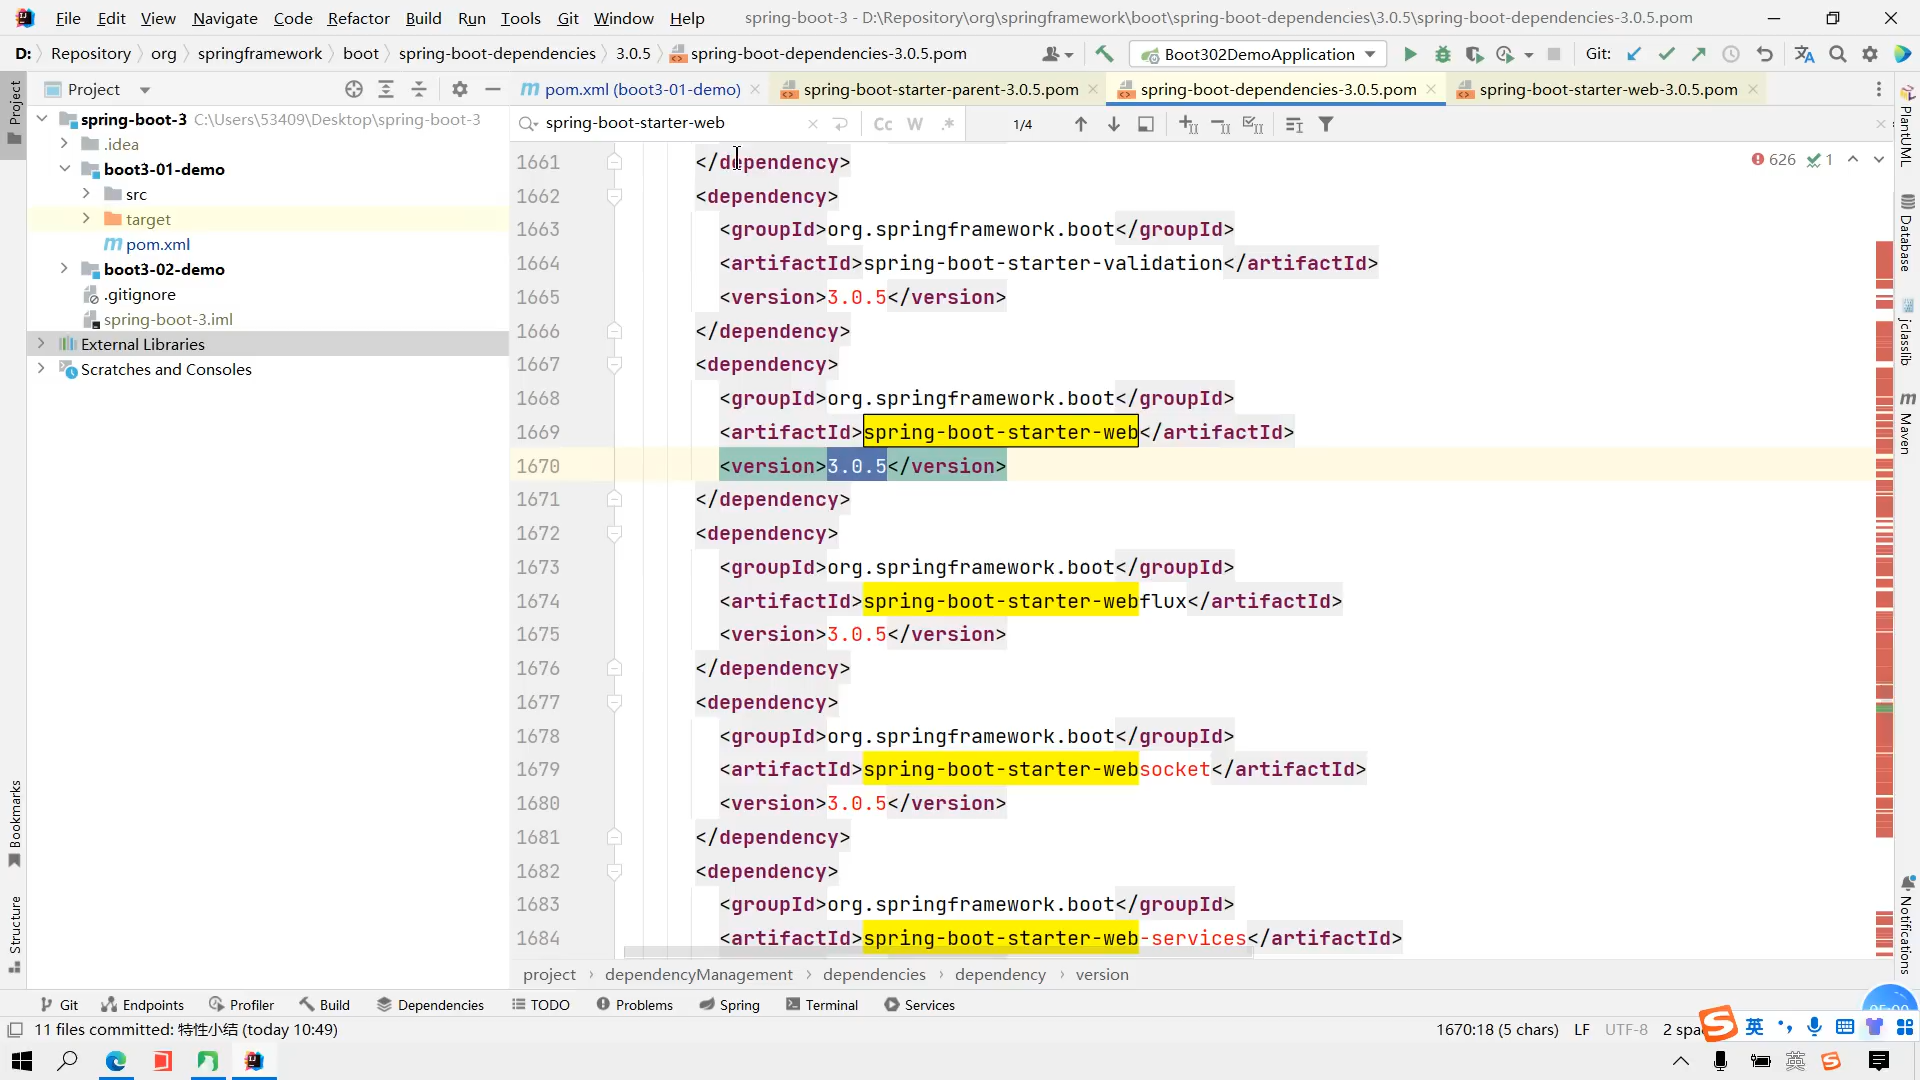 File Edit View Navigate Code Refactor Build Run Tools Git Window Help spring-boot-3 - D:\Repository\org\springframework\boot\spring-boot-dependencies\3.0.5\spring-boot-dependencies-3.0.5.pom
D: Repository org springframework boot spring-boot-dependencies 3.0.5 spring-boot-dependencies-3.0.5.pom Boot302DemoApplication Git:
Project
pom.xml (boot3-01-demo) spring-boot-starter-parent-3.0.5.pom spring-boot-dependencies-3.0.5.pom spring-boot-starter-web-3.0.5.pom
spring-boot-starter-web Cc W .* 1/4
626 1
spring-boot-3 C:\Users\53409\Desktop\spring-boot-3
.idea
boot3-01-demo
src
target
pom.xml
boot3-02-demo
.gitignore
spring-boot-3.iml
External Libraries
Scratches and Consoles
1661 </dependency>
1662 <dependency>
1663 <groupId>org.springframework.boot</groupId>
1664 <artifactId>spring-boot-starter-validation</artifactId>
1665 <version>3.0.5</version>
1666 </dependency>
1667 <dependency>
1668 <groupId>org.springframework.boot</groupId>
1669 <artifactId>spring-boot-starter-web</artifactId>
1670 <version>3.0.5</version>
1671 </dependency>
1672 <dependency>
1673 <groupId>org.springframework.boot</groupId>
1674 <artifactId>spring-boot-starter-webflux</artifactId>
1675 <version>3.0.5</version>
1676 </dependency>
1677 <dependency>
1678 <groupId>org.springframework.boot</groupId>
1679 <artifactId>spring-boot-starter-websocket</artifactId>
1680 <version>3.0.5</version>
1681 </dependency>
1682 <dependency>
1683 <groupId>org.springframework.boot</groupId>
1684 <artifactId>spring-boot-starter-web-services</artifactId>
project dependencyManagement dependencies dependency version
Project
Bookmarks
Structure
PlantUML
Database
jclasslib
Maven
Notifications
Git Endpoints Profiler Build Dependencies TODO Problems Spring Terminal Services
11 files committed: 特性小结 (today 10:49) 1670:18 (5 chars) LF UTF-8 2 spa
英
英